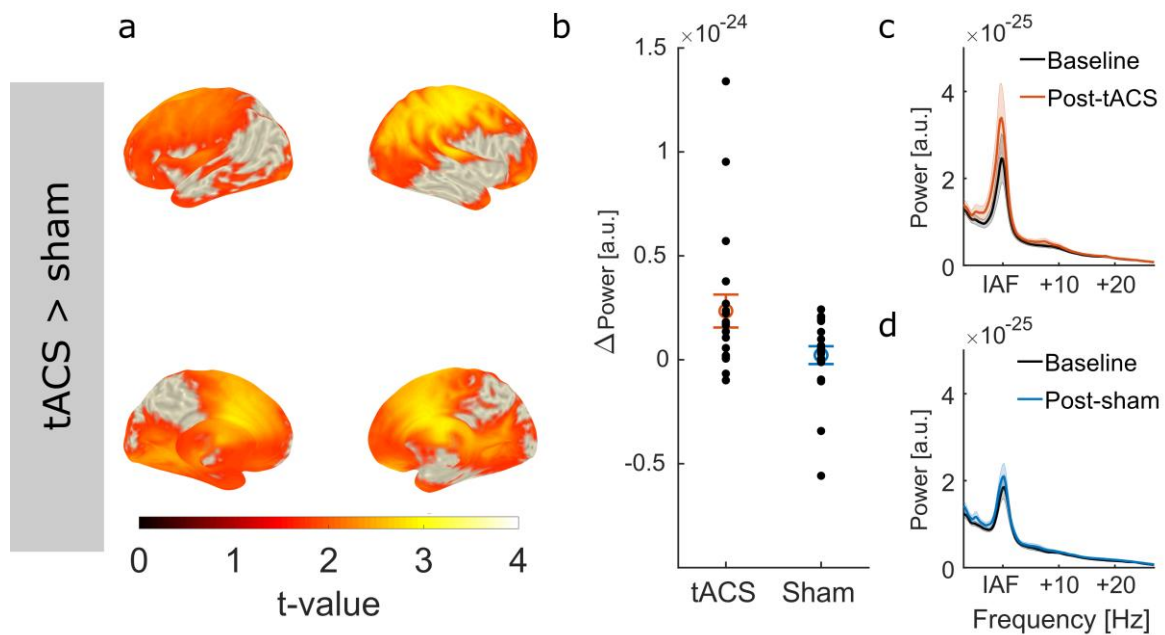 a
tACS > sham
0 1 2 3 4
t-value
b
×10⁻²⁴
1.5
1
0.5
0
-0.5
Δ Power [a.u.]
tACS Sham
c
×10⁻²⁵
Baseline
Post-tACS
4
2
0
Power [a.u.]
IAF +10 +20
d
×10⁻²⁵
Baseline
Post-sham
4
2
0
Power [a.u.]
IAF +10 +20
Frequency [Hz]